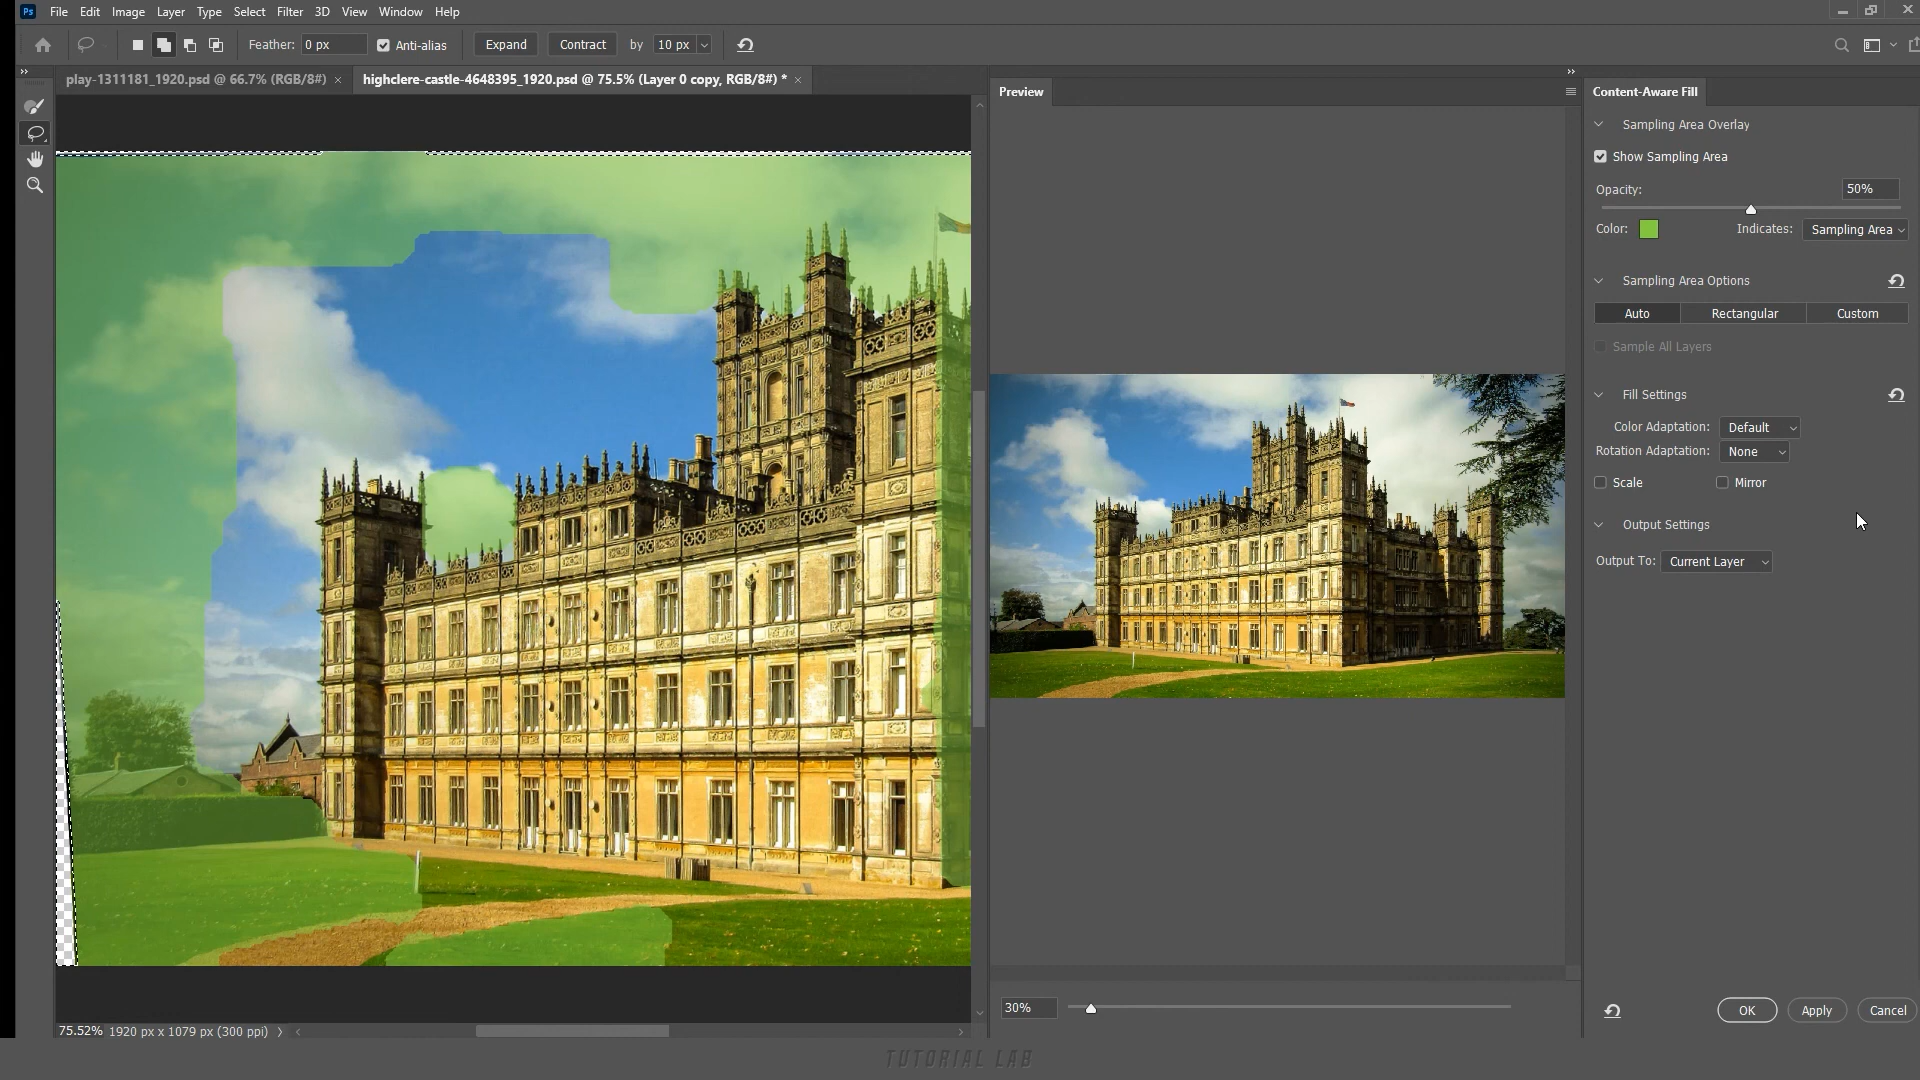 Ps File Edit Image Layer Type Select Filter 3D View Window Help
Feather: 0 px Anti-alias Expand Contract by 10 px
play-1311181_1920.psd @ 66.7% (RGB/8#) × highclere-castle-4648395_1920.psd @ 75.5% (Layer 0 copy, RGB/8#) * ×
Preview
Content-Aware Fill
Sampling Area Overlay
Show Sampling Area
Opacity: 50%
Color: Indicates: Sampling Area
Sampling Area Options
Auto Rectangular Custom
Sample All Layers
Fill Settings
Color Adaptation: Default
Rotation Adaptation: None
Scale Mirror
Output Settings
Output To: Current Layer
30%
OK Apply Cancel
75.52% 1920 px x 1079 px (300 ppi)
TUTORIAL LAB